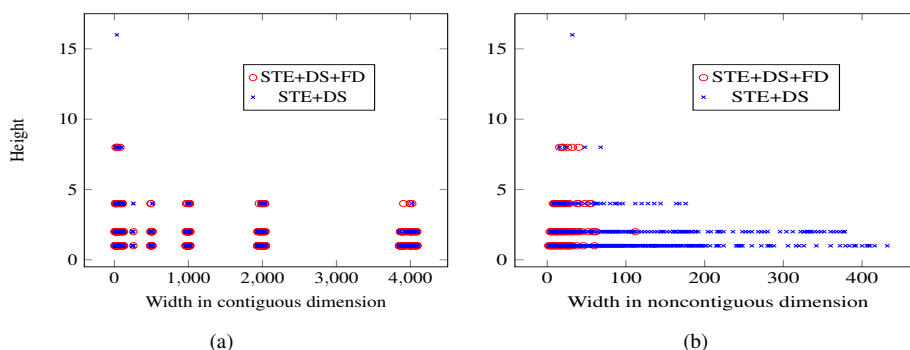 15
10
5
0
Height
STE+DS+FD
STE+DS
0 1,000 2,000 3,000 4,000
Width in contiguous dimension
(a)
15
10
5
0
STE+DS+FD
STE+DS
0 100 200 300 400
Width in noncontiguous dimension
(b)